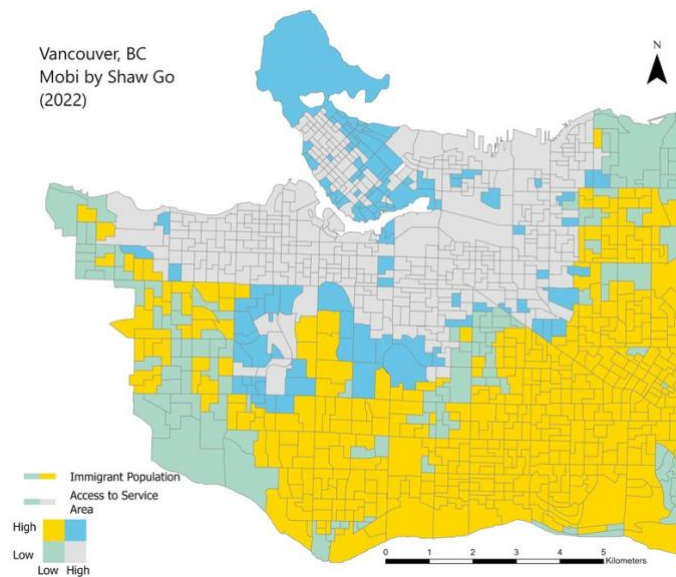 Vancouver, BC
Mobi by Shaw Go
(2022)
N
Immigrant Population
Access to Service
Area
High
Low
Low High
0 1 2 3 4 5
Kilometers